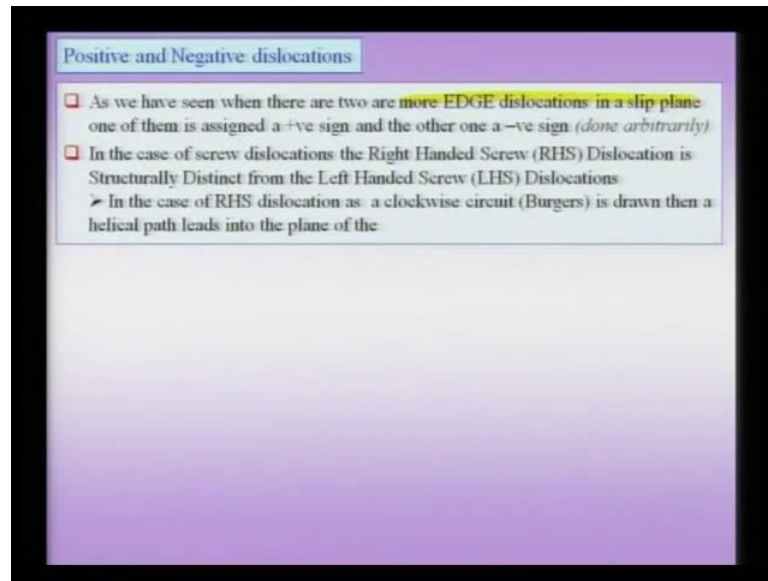 Positive and Negative dislocations
As we have seen when there are two are more EDGE dislocations in a slip plane
one of them is assigned a +ve sign and the other one a –ve sign (done arbitrarily)
In the case of screw dislocations the Right Handed Screw (RHS) Dislocation is
Structurally Distinct from the Left Handed Screw (LHS) Dislocations
➤ In the case of RHS dislocation as a clockwise circuit (Burgers) is drawn then a
helical path leads into the plane of the